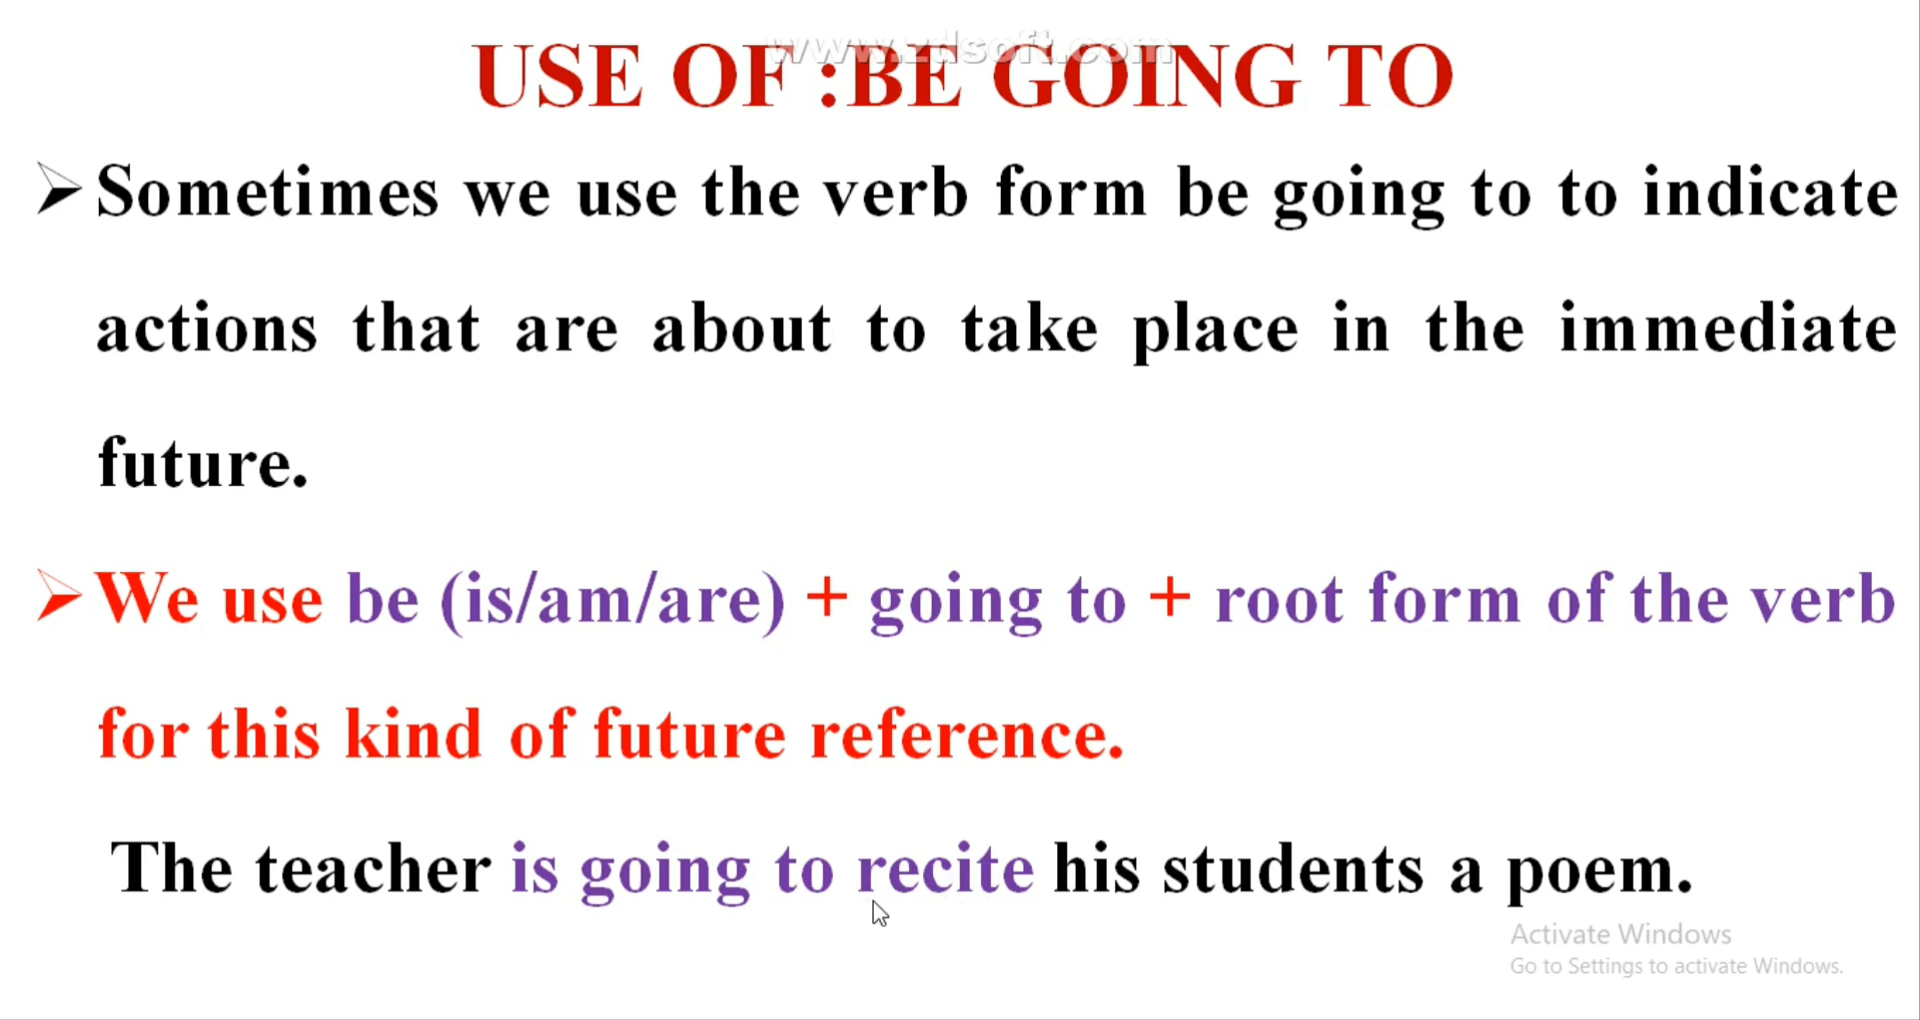 www.zdsoft.com
USE OF :BE GOING TO
Sometimes we use the verb form be going to to indicate
actions that are about to take place in the immediate
future.
We use be (is/am/are) + going to + root form of the verb
for this kind of future reference.
The teacher is going to recite his students a poem.
Activate Windows
Go to Settings to activate Windows.